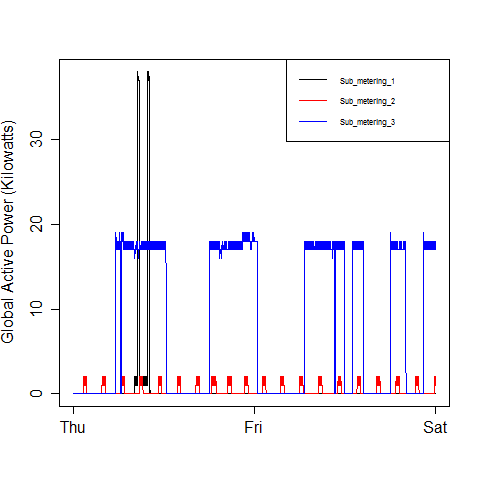 Sub_metering_1
Sub_metering_2
Sub_metering_3
Global Active Power (Kilowatts)
30
20
10
0
Thu Fri Sat